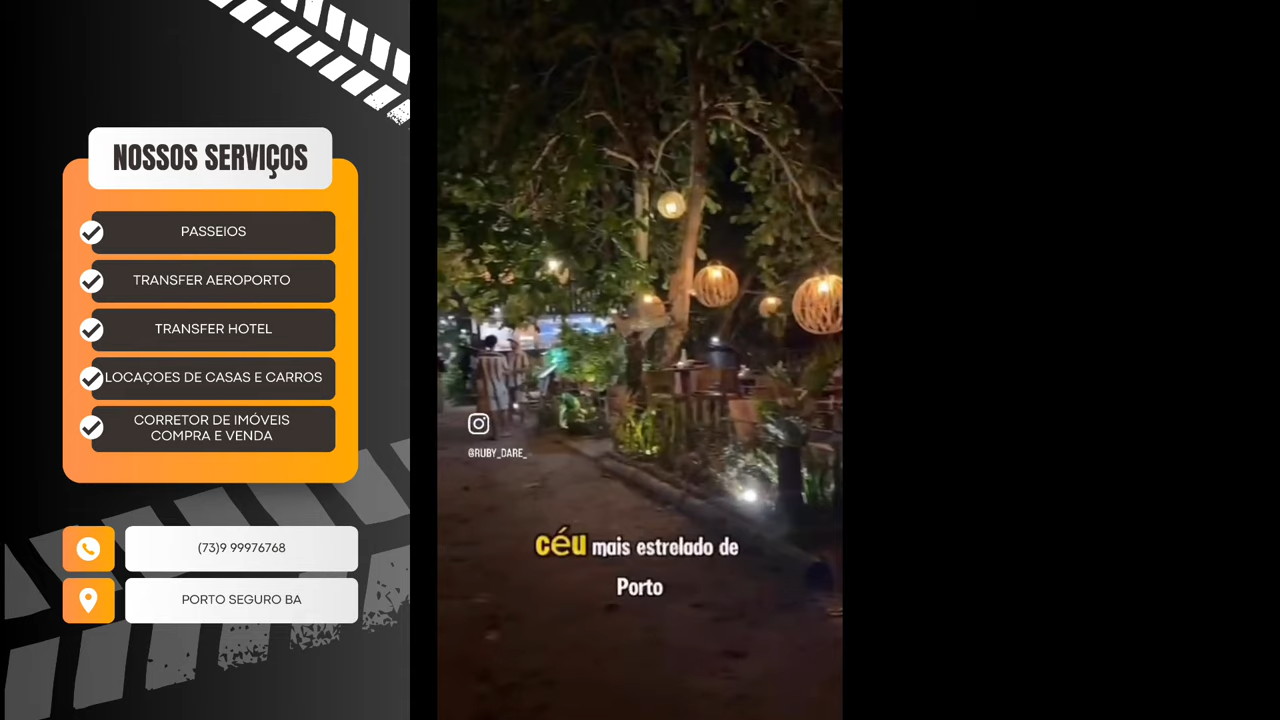 NOSSOS SERVIÇOS
PASSEIOS
TRANSFER AEROPORTO
TRANSFER HOTEL
LOCAÇOES DE CASAS E CARROS
CORRETOR DE IMÓVEIS
COMPRA E VENDA
(73)9 99976768
PORTO SEGURO BA
@RUBY_DARE_
céu mais estrelado de
Porto